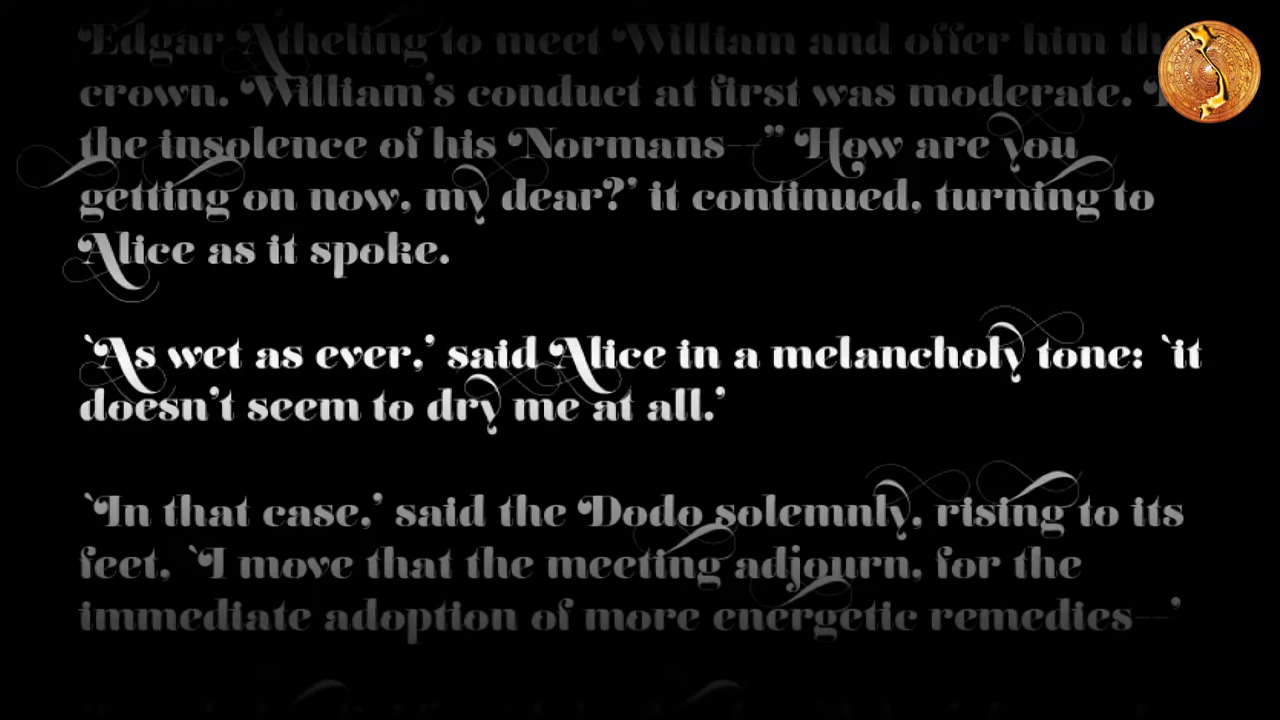 Edgar Atheling to meet William and offer him the
crown. William's conduct at first was moderate.
the insolence of his Normans--" How are you
getting on now, my dear?' it continued, turning to
Alice as it spoke.
`As wet as ever,' said Alice in a melancholy tone: `it
doesn't seem to dry me at all.'
`In that case,' said the Dodo solemnly, rising to its
feet, `I move that the meeting adjourn, for the
immediate adoption of more energetic remedies--'